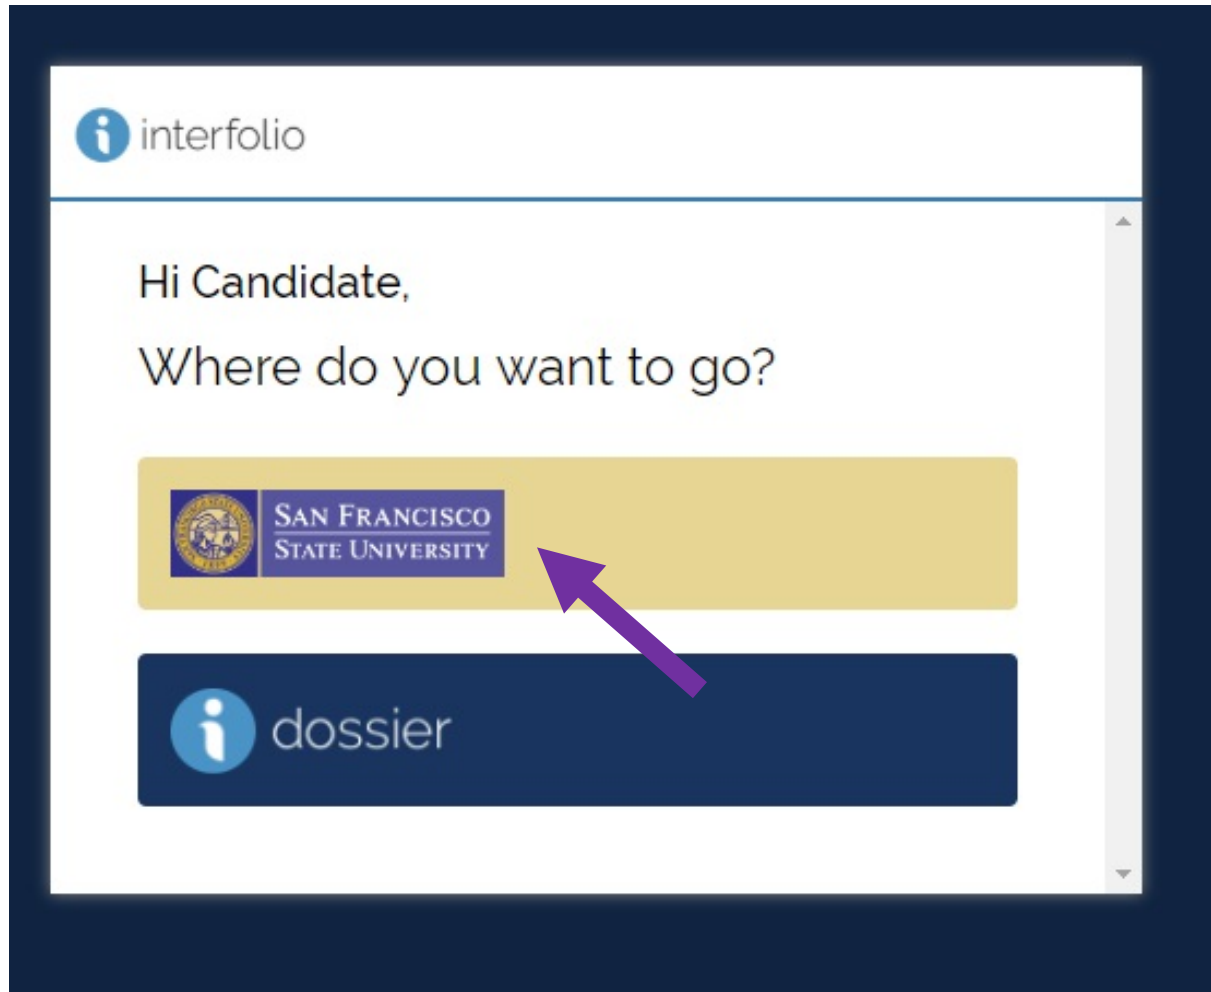 interfolio
Hi Candidate,
Where do you want to go?
SAN FRANCISCO
STATE UNIVERSITY
dossier